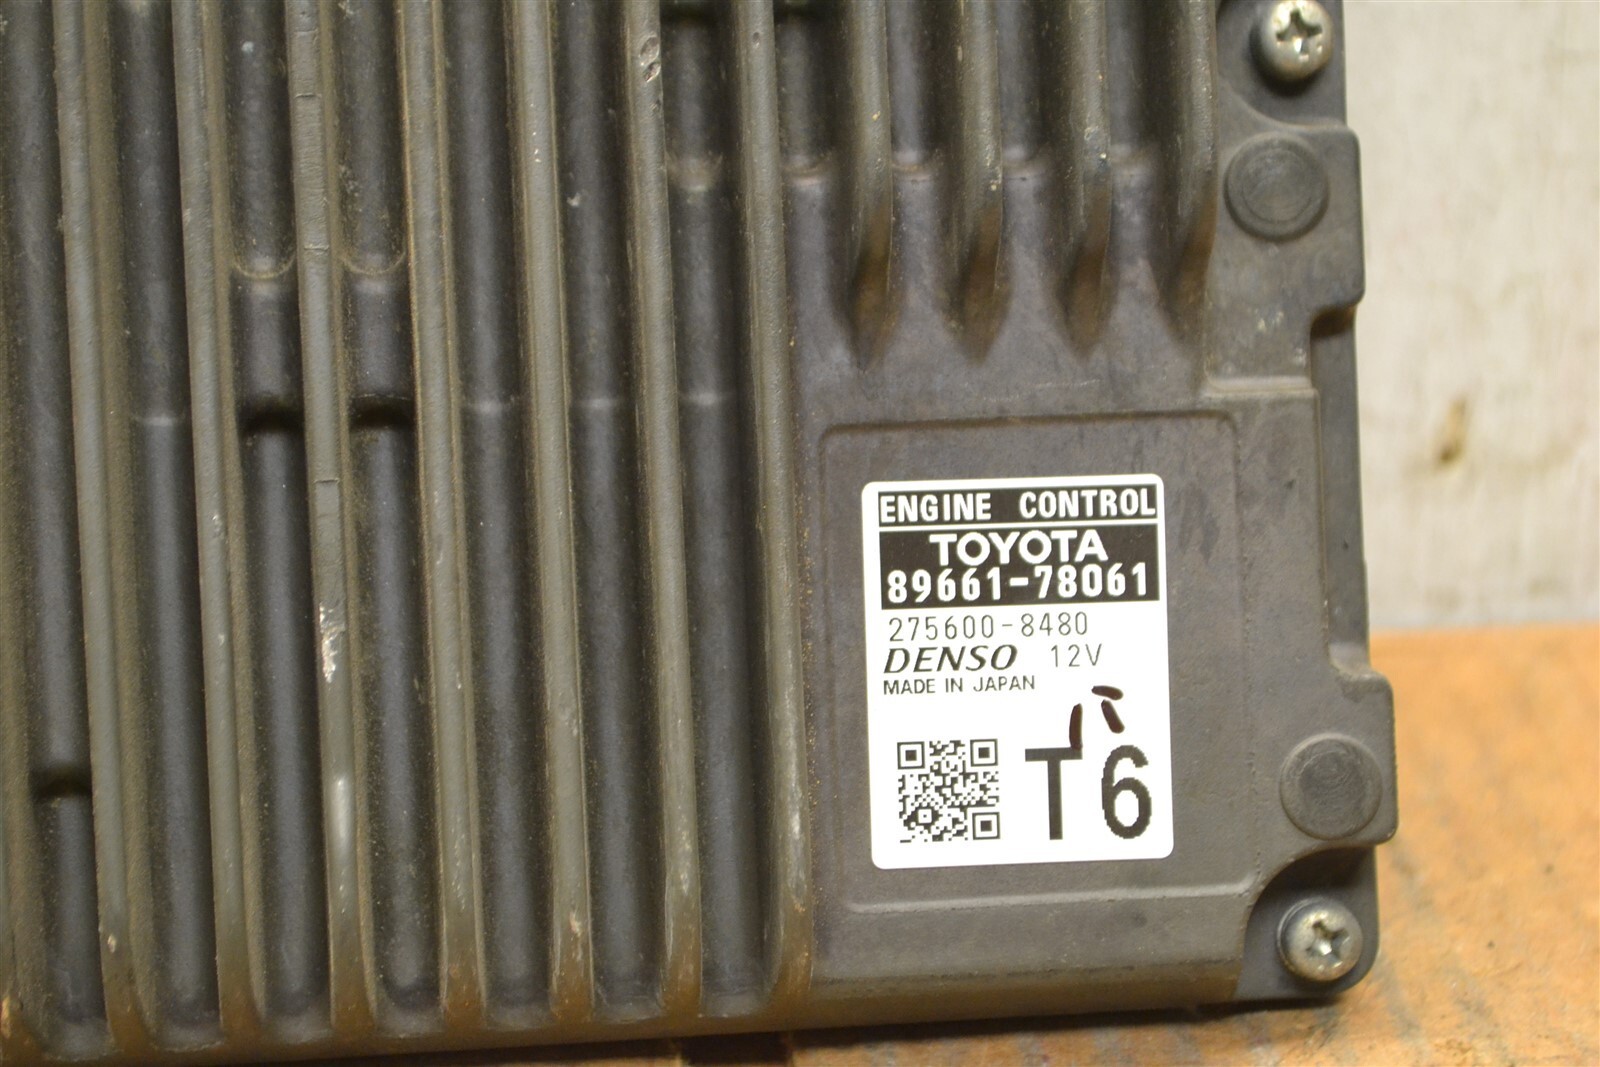 ENGINE CONTROL
TOYOTA
89661-78061
275600-8480
DENSO 12V
MADE IN JAPAN
T6